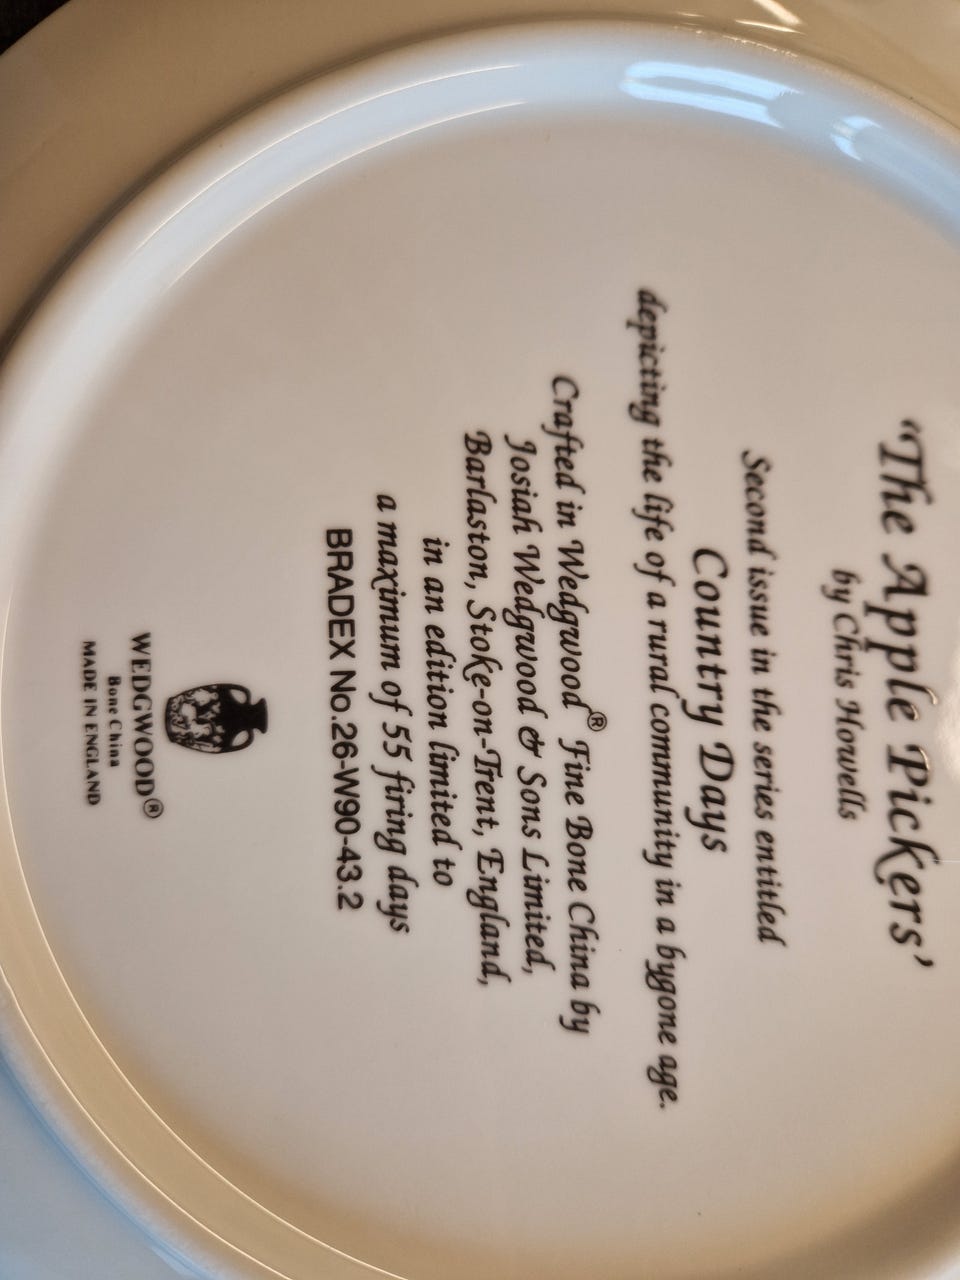 ‘The Apple Pickers’
by Chris Howells
Second issue in the series entitled
Country Days
depicting the life of a rural community in a bygone age.
Crafted in Wedgwood® Fine Bone China by
Josiah Wedgwood & Sons Limited,
Barlaston, Stoke-on-Trent, England,
in an edition limited to
a maximum of 55 firing days
BRADEX No.26-W90-43.2
WEDGWOOD®
Bone China
MADE IN ENGLAND